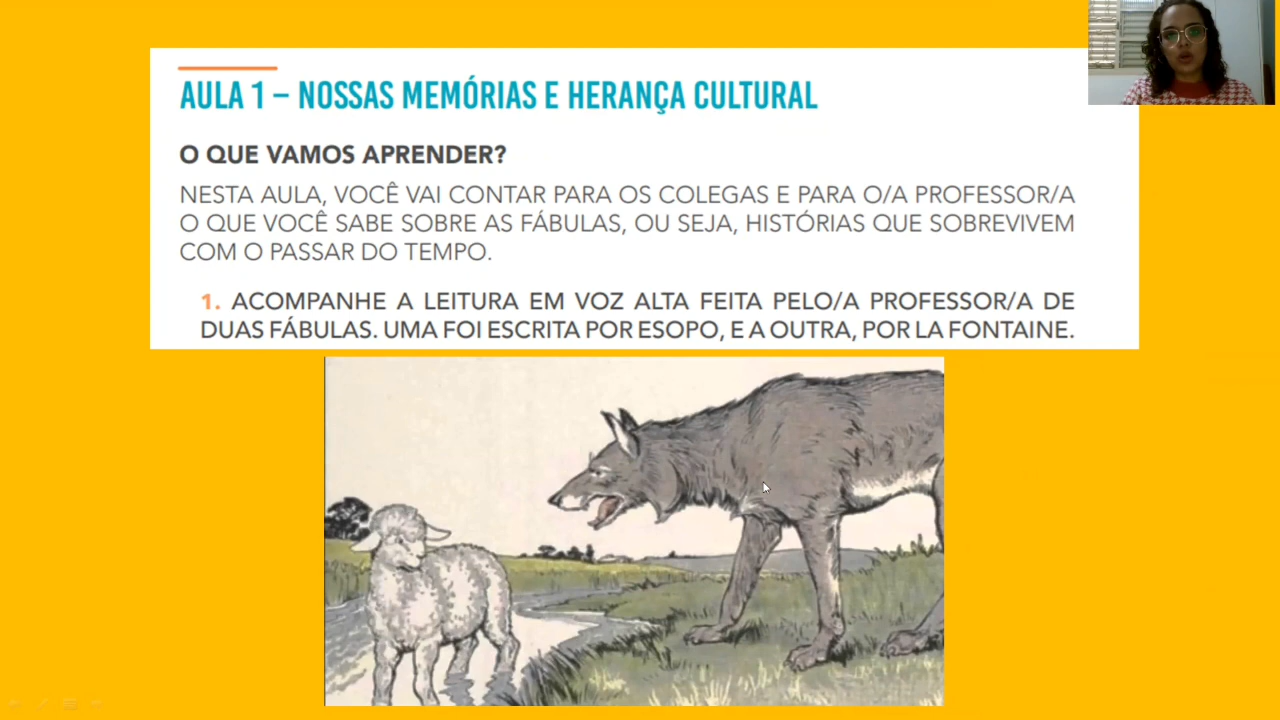 AULA 1 – NOSSAS MEMÓRIAS E HERANÇA CULTURAL
O QUE VAMOS APRENDER?
NESTA AULA, VOCÊ VAI CONTAR PARA OS COLEGAS E PARA O/A PROFESSOR/A
O QUE VOCÊ SABE SOBRE AS FÁBULAS, OU SEJA, HISTÓRIAS QUE SOBREVIVEM
COM O PASSAR DO TEMPO.
1. ACOMPANHE A LEITURA EM VOZ ALTA FEITA PELO/A PROFESSOR/A DE
DUAS FÁBULAS. UMA FOI ESCRITA POR ESOPO, E A OUTRA, POR LA FONTAINE.